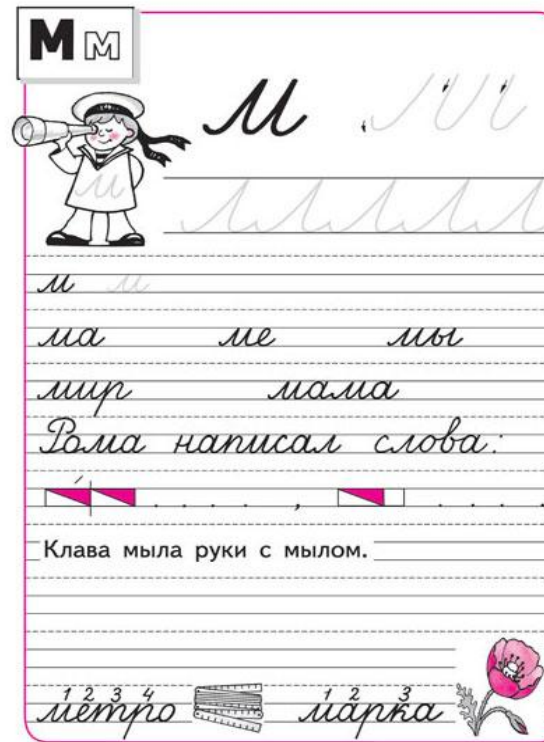 М м
м
м
м м
ма ме мы
мир мама
Рома написал слова:
. . . . , . . . .
Клава мыла руки с мылом.
1 2 3 4 1 2 3
метро марка